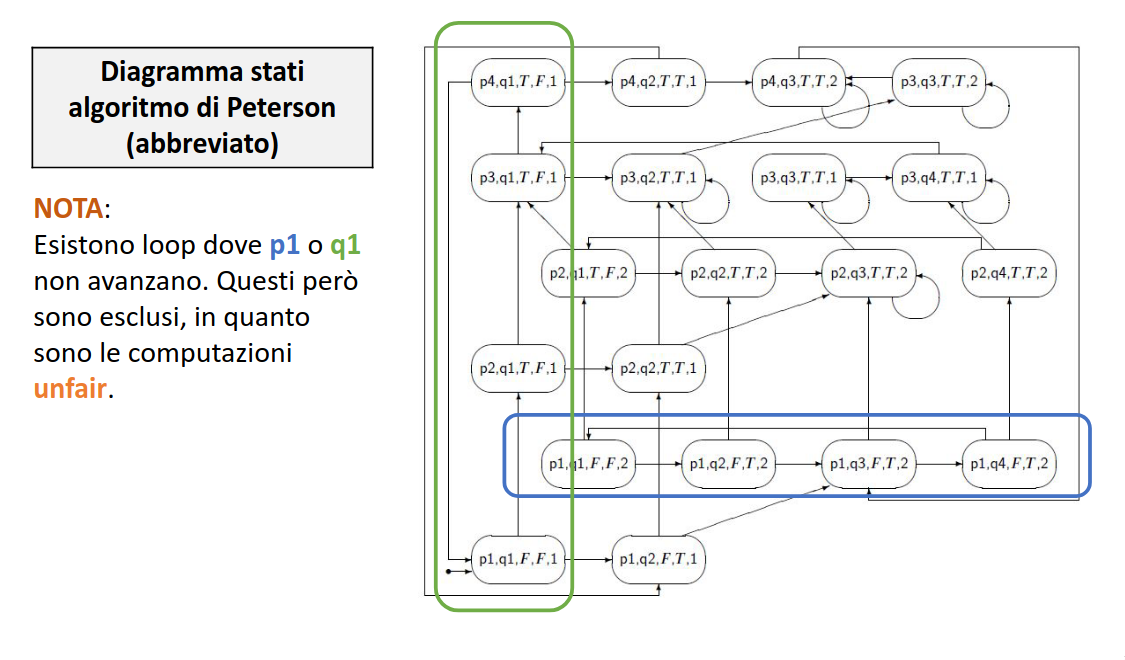 Diagramma stati
algoritmo di Peterson
(abbreviato)
NOTA:
Esistono loop dove p1 o q1
non avanzano. Questi però
sono esclusi, in quanto
sono le computazioni
unfair.
p4,q1,T,F,1
p4,q2,T,T,1
p4,q3,T,T,2
p3,q3,T,T,2
p3,q1,T,F,1
p3,q2,T,T,1
p3,q3,T,T,1
p3,q4,T,T,1
p2,q1,T,F,2
p2,q2,T,T,2
p2,q3,T,T,2
p2,q4,T,T,2
p2,q1,T,F,1
p2,q2,T,T,1
p1,q1,F,F,2
p1,q2,F,T,2
p1,q3,F,T,2
p1,q4,F,T,2
p1,q1,F,F,1
p1,q2,F,T,1